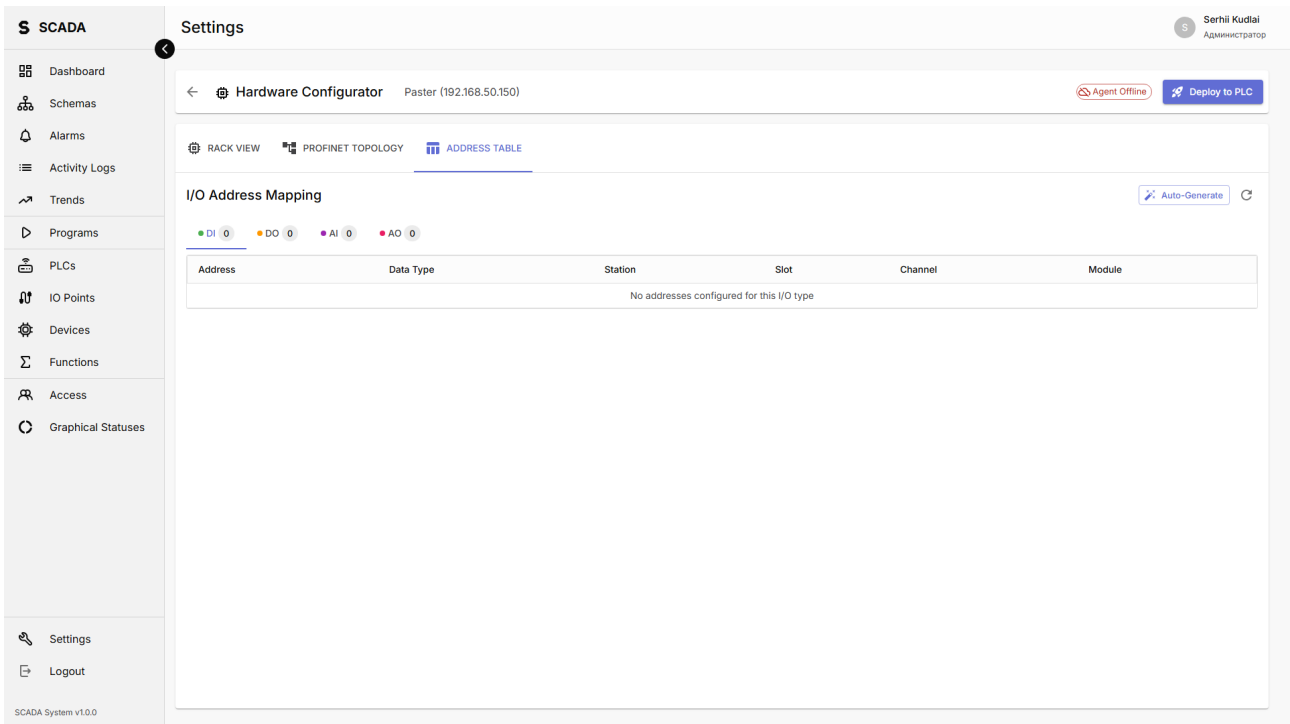 SCADA
Settings
S
Serhii Kudlai
Администратор
Dashboard
Schemas
Alarms
Activity Logs
Trends
Programs
PLCs
IO Points
Devices
Functions
Access
Graphical Statuses
Settings
Logout
SCADA System v1.0.0
Hardware Configurator Paster (192.168.50.150)
Agent Offline
Deploy to PLC
RACK VIEW PROFINET TOPOLOGY ADDRESS TABLE
I/O Address Mapping
Auto-Generate
DI 0 DO 0 AI 0 AO 0
Address Data Type Station Slot Channel Module
No addresses configured for this I/O type